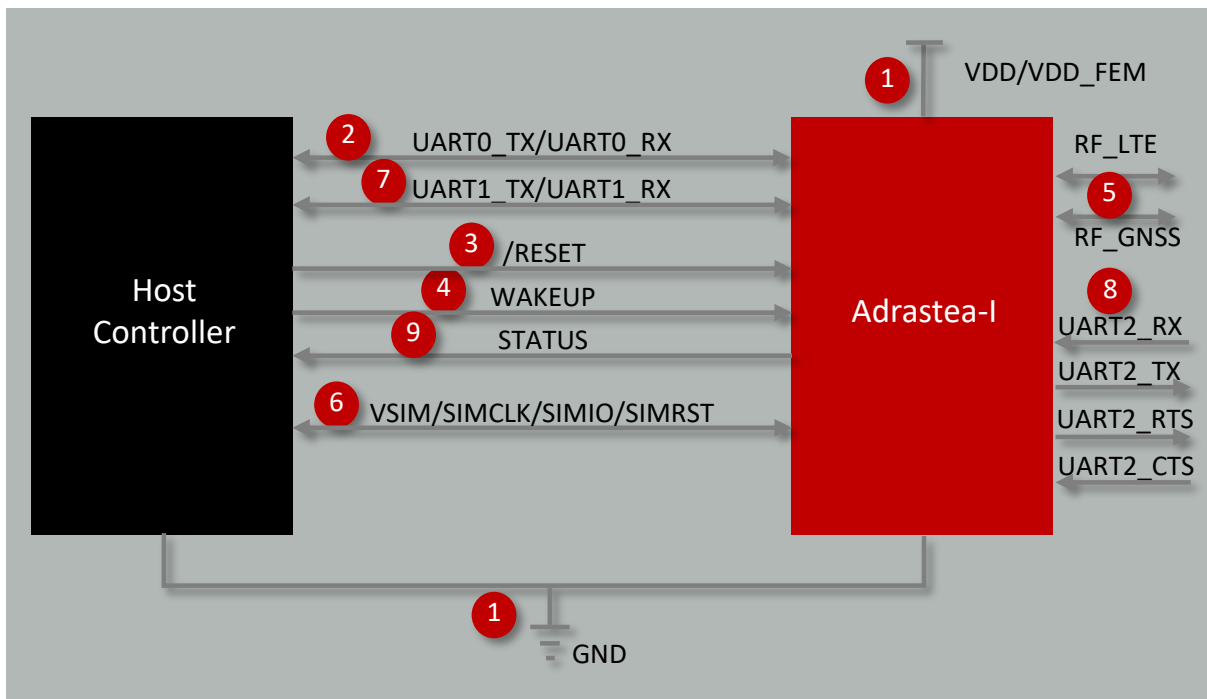 1
VDD/VDD_FEM
2
UART0_TX/UART0_RX
7
UART1_TX/UART1_RX
3
/RESET
4
WAKEUP
9
STATUS
6
VSIM/SIMCLK/SIMIO/SIMRST
Host
Controller
Adrastea-I
RF_LTE
5
RF_GNSS
8
UART2_RX
UART2_TX
UART2_RTS
UART2_CTS
1
GND